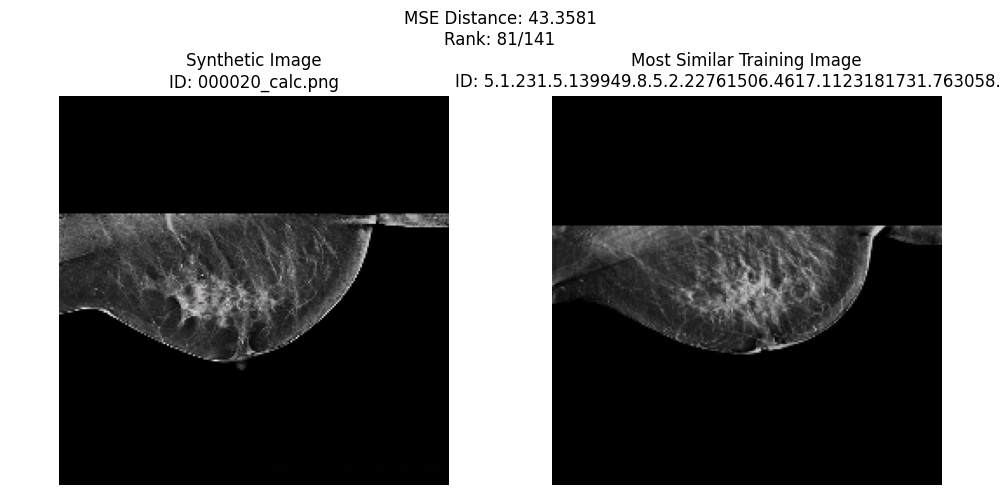 MSE Distance: 43.3581
Rank: 81/141
Synthetic Image
ID: 000020_calc.png
Most Similar Training Image
ID: 5.1.231.5.139949.8.5.2.22761506.4617.1123181731.763058.